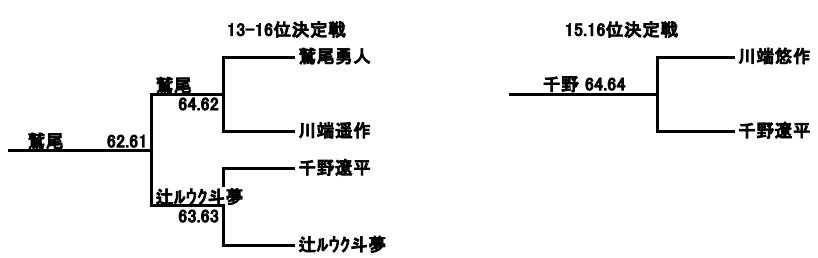 13-16位決定戦
鷲尾勇人
鷲尾
64.62
川端遥作
鷲尾 62.61
千野遼平
辻ルウク斗夢
63.63
辻ルウク斗夢
15.16位決定戦
川端悠作
千野 64.64
千野遼平